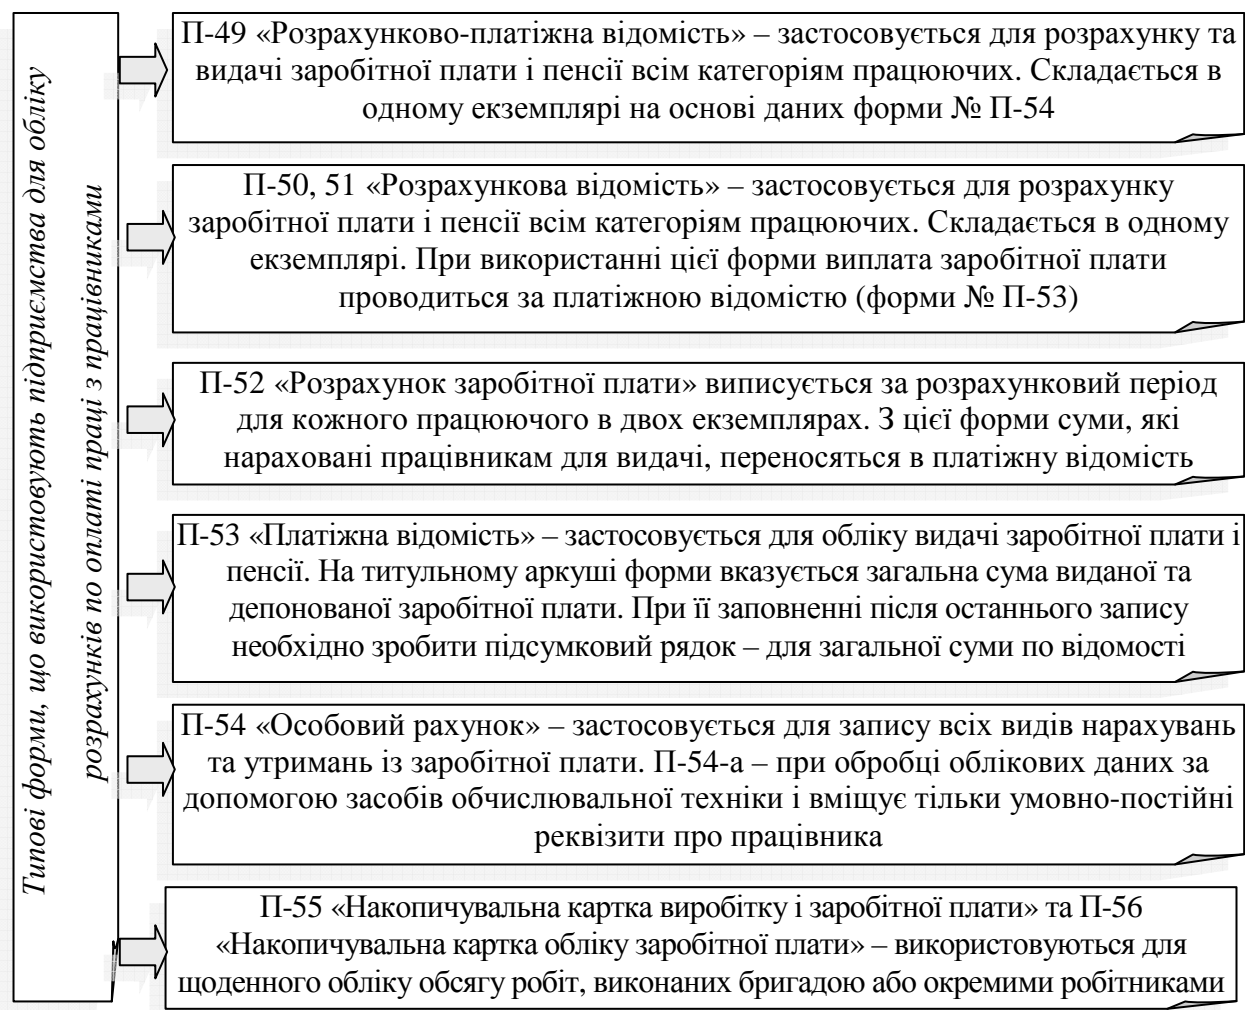 Типові форми, що використовують підприємства для обліку
розрахунків по оплаті праці з працівниками
П-49 «Розрахунково-платіжна відомість» – застосовується для розрахунку та
видачі заробітної плати і пенсії всім категоріям працюючих. Складається в
одному екземплярі на основі даних форми № П-54
П-50, 51 «Розрахункова відомість» – застосовується для розрахунку
заробітної плати і пенсії всім категоріям працюючих. Складається в одному
екземплярі. При використанні цієї форми виплата заробітної плати
проводиться за платіжною відомістю (форми № П-53)
П-52 «Розрахунок заробітної плати» виписується за розрахунковий період
для кожного працюючого в двох екземплярах. З цієї форми суми, які
нараховані працівникам для видачі, переносяться в платіжну відомість
П-53 «Платіжна відомість» – застосовується для обліку видачі заробітної плати і
пенсії. На титульному аркуші форми вказується загальна сума виданої та
депонованої заробітної плати. При її заповненні після останнього запису
необхідно зробити підсумковий рядок – для загальної суми по відомості
П-54 «Особовий рахунок» – застосовується для запису всіх видів нарахувань
та утримань із заробітної плати. П-54-а – при обробці облікових даних за
допомогою засобів обчислювальної техніки і вміщує тільки умовно-постійні
реквізити про працівника
П-55 «Накопичувальна картка виробітку і заробітної плати» та П-56
«Накопичувальна картка обліку заробітної плати» – використовуються для
щоденного обліку обсягу робіт, виконаних бригадою або окремими робітниками